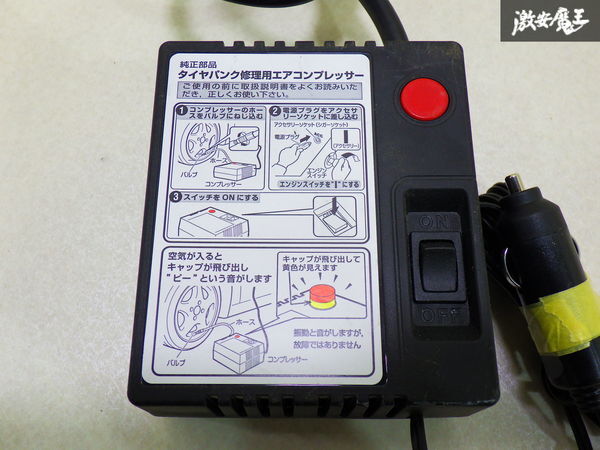 激安魔王
純正部品
タイヤパンク修理用エアコンプレッサー
ご使用の前に取扱説明書をよくお読みいた
だき,正しくお使い下さい。
1 コンプレッサーのホー
スをバルブにねじ込む
ホース
バルブ
コンプレッサー
2 電源プラグをアクセサ
リーソケットに差し込む
アクセサリーソケット(シガーソケット)
電源プラグ
エンジン
スイッチ
(アクセサリー)
エンジンスイッチを"Ⅰ"にする
3 スイッチを ONにする
空気が入ると
キャップが飛び出し
"ピー"という音がします
キャップが飛び出して
黄色が見えます
ホース
バルブ
コンプレッサー
振動と音がしますが、
故障ではありません
ON
OFF